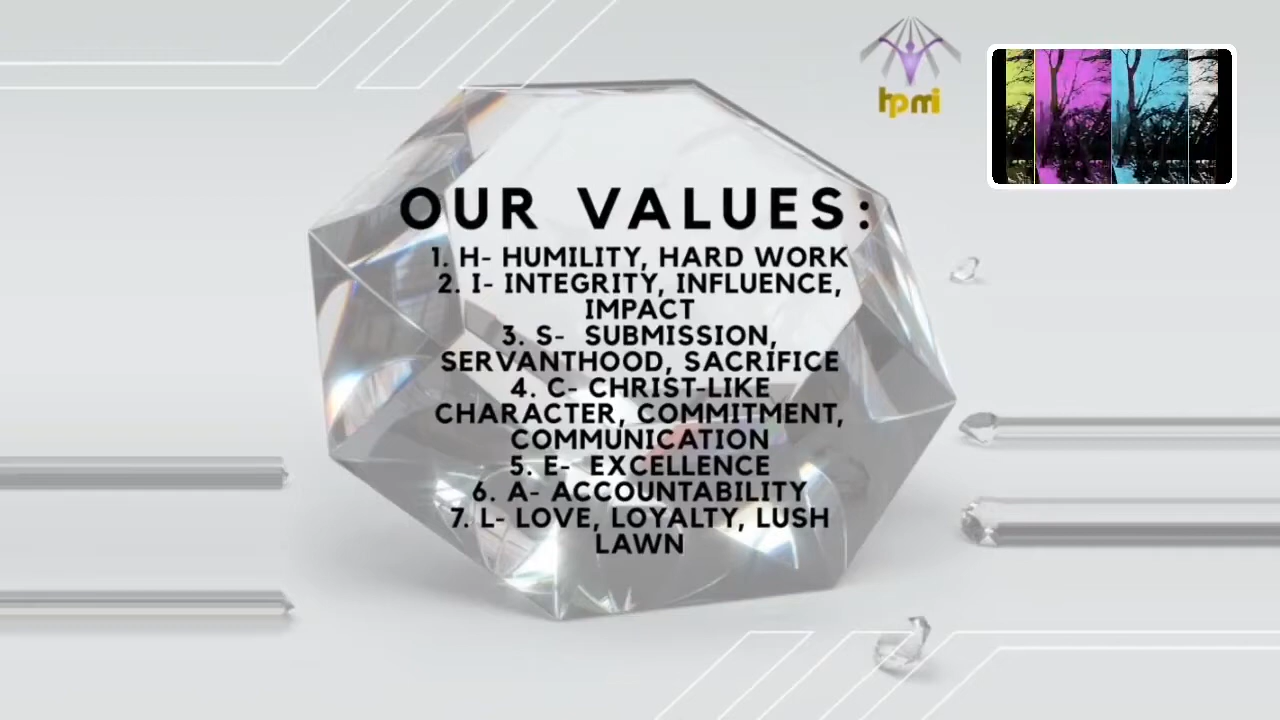 hpmi
OUR VALUES:
1. H- HUMILITY, HARD WORK
2. I- INTEGRITY, INFLUENCE,
IMPACT
3. S- SUBMISSION,
SERVANTHOOD, SACRIFICE
4. C- CHRIST-LIKE
CHARACTER, COMMITMENT,
COMMUNICATION
5. E- EXCELLENCE
6. A- ACCOUNTABILITY
7. L- LOVE, LOYALTY, LUSH
LAWN